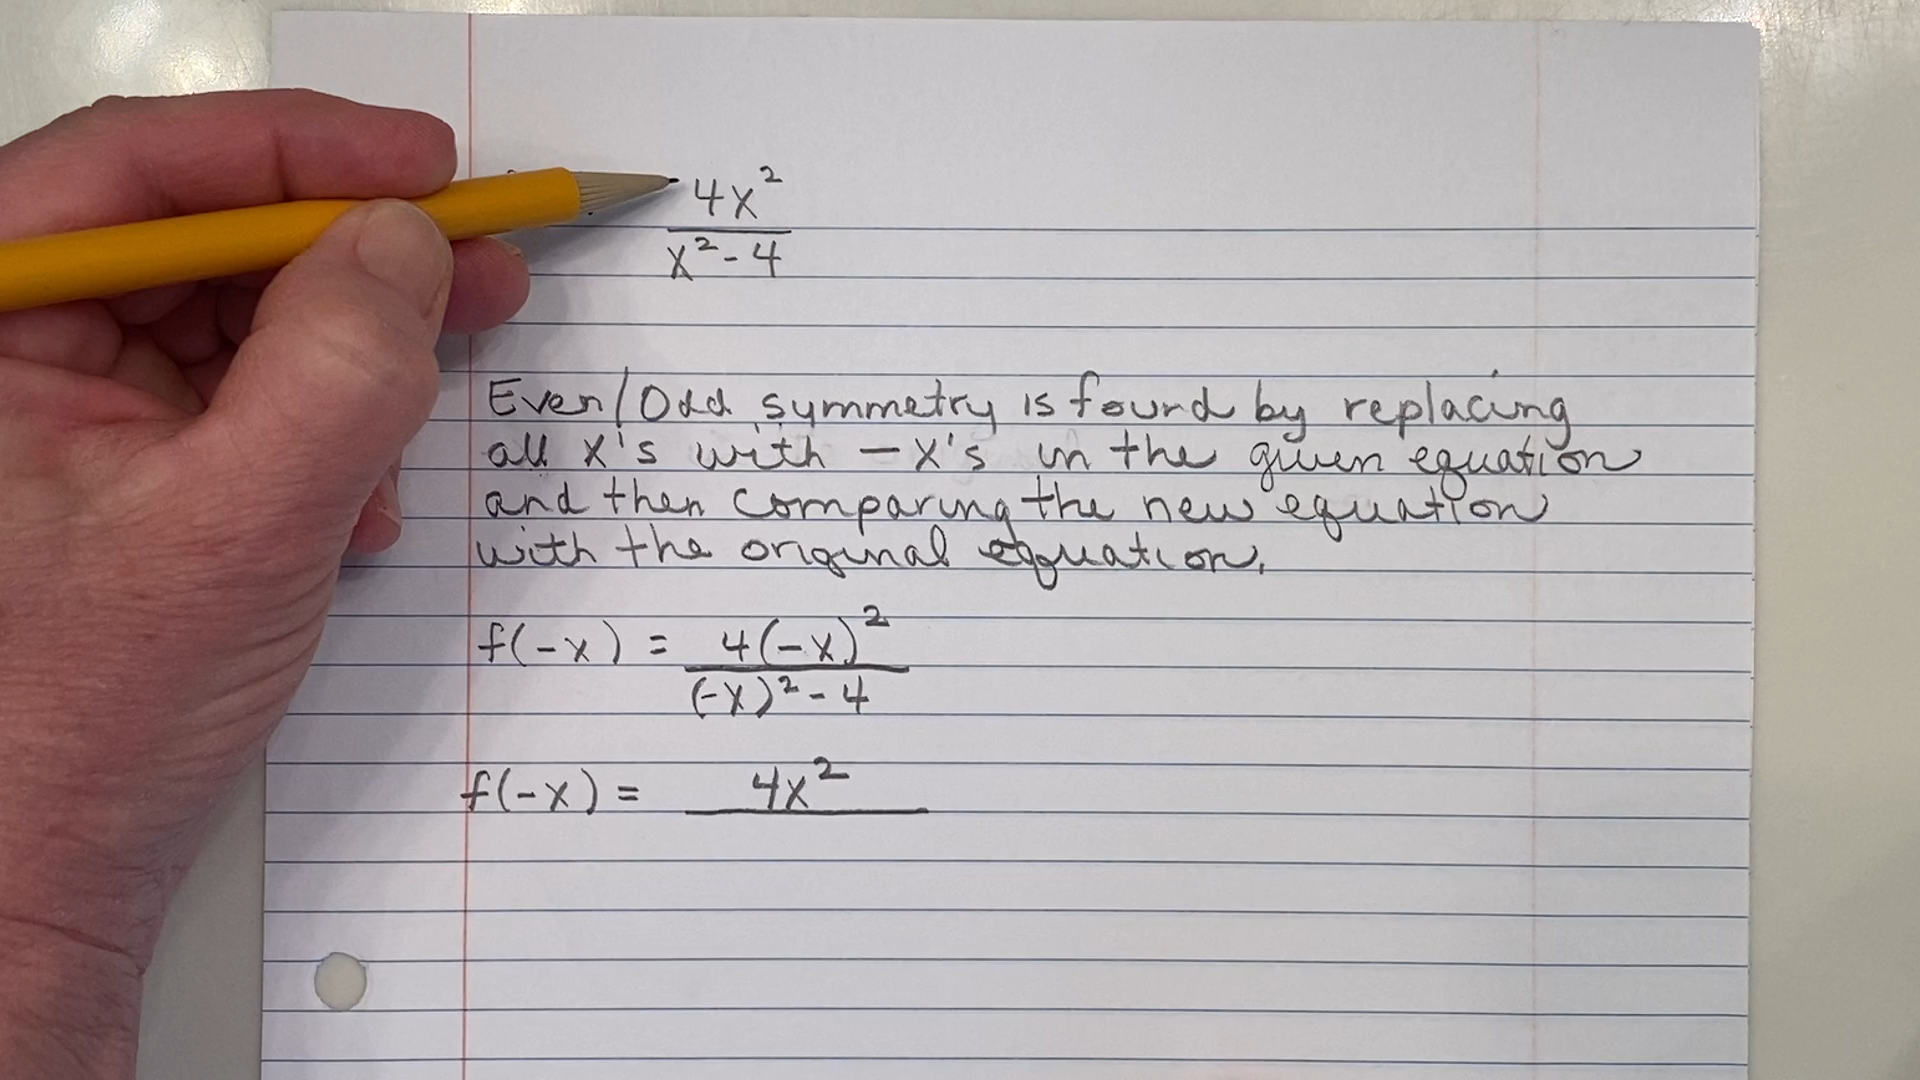 4x²
x² - 4
Even/Odd symmetry is found by replacing
all x's with -x's in the given equation
and then comparing the new equation
with the original equation.
f(-x) = 4(-x)²
(-x)² - 4
f(-x) = 4x²